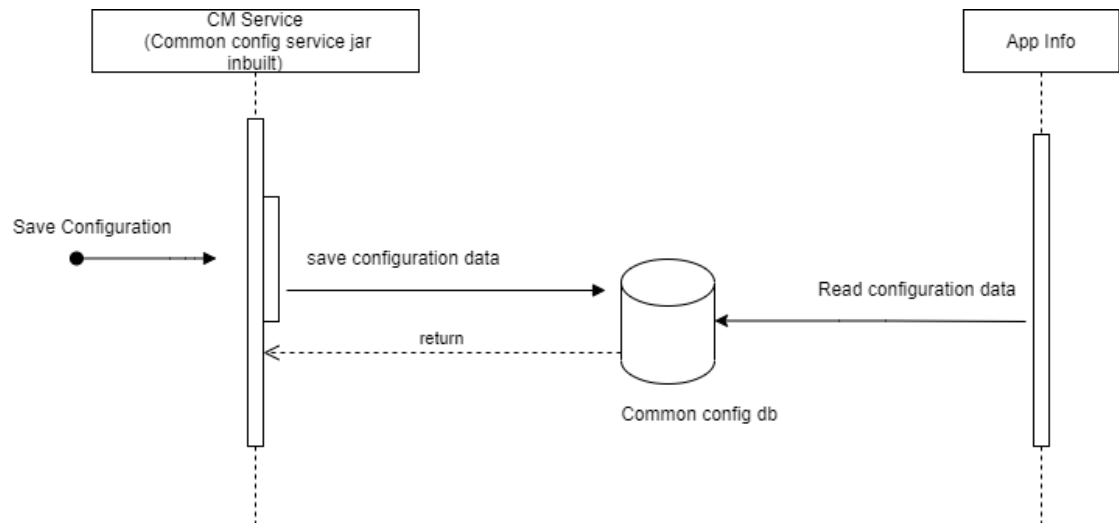 CM Service
(Common config service jar
inbuilt)
App Info
Save Configuration
save configuration data
Read configuration data
return
Common config db